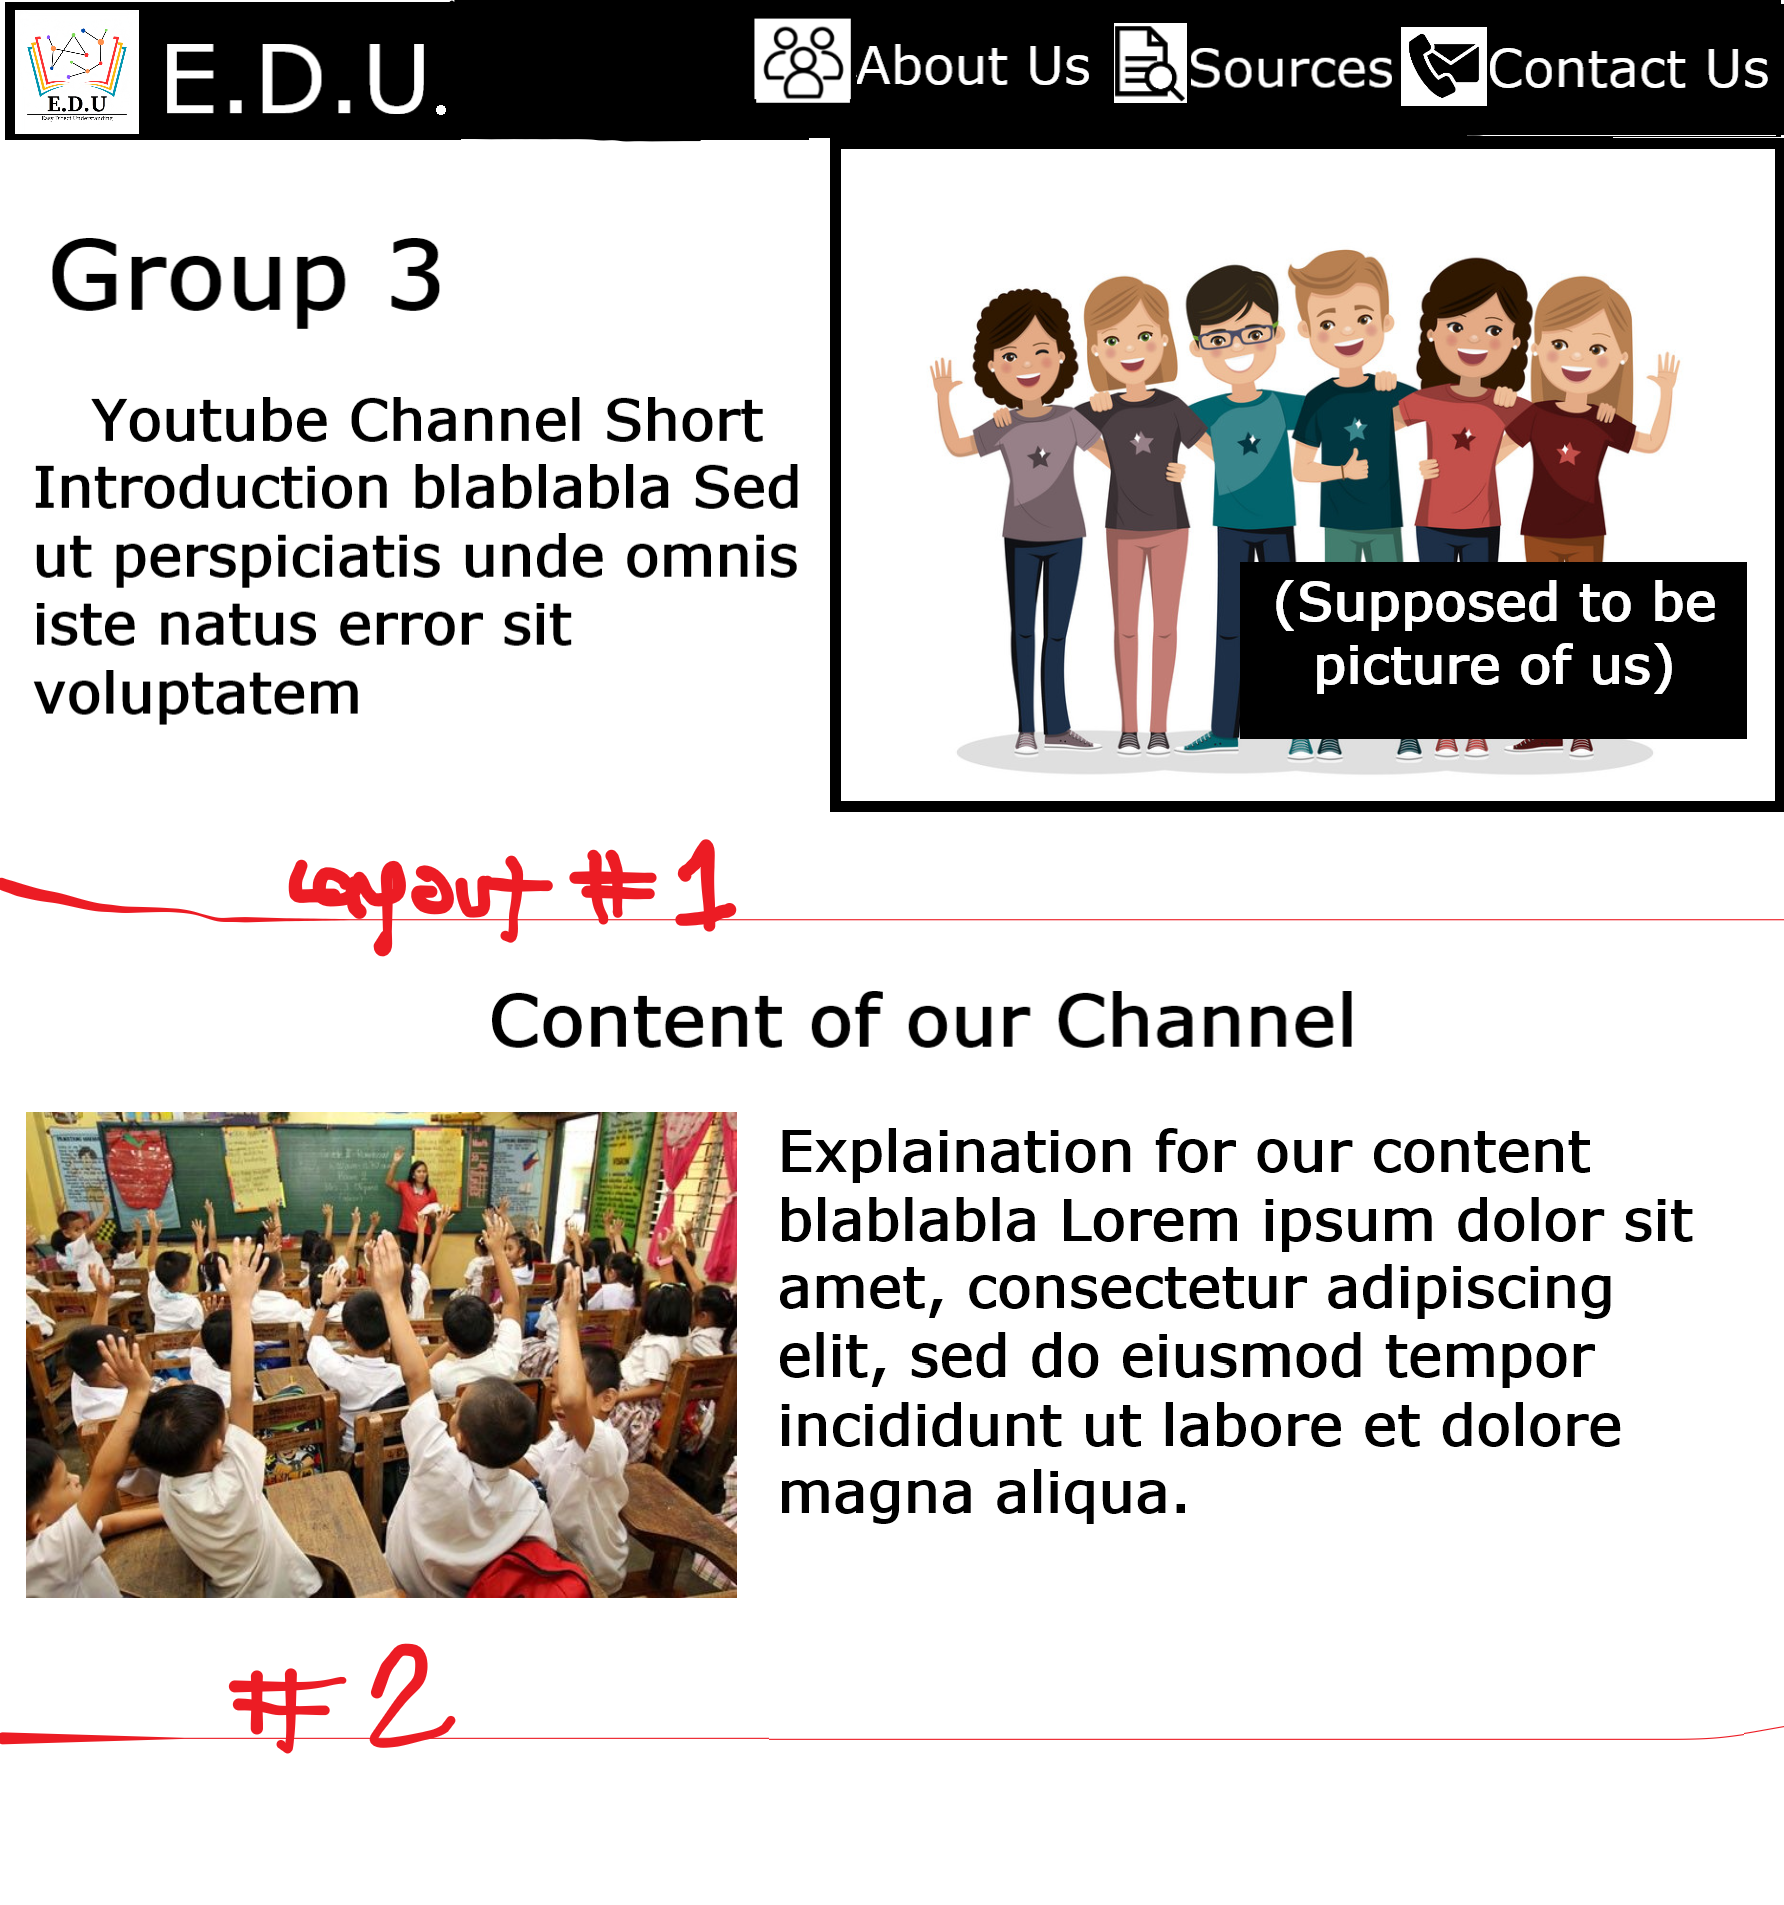 E.D.U
Easy Direct Understanding
E.D.U.
About Us
Sources
Contact Us
Group 3
Youtube Channel Short
Introduction blablabla Sed
ut perspiciatis unde omnis
iste natus error sit
voluptatem
(Supposed to be
picture of us)
Layout #1
Content of our Channel
Explaination for our content
blablabla Lorem ipsum dolor sit
amet, consectetur adipiscing
elit, sed do eiusmod tempor
incididunt ut labore et dolore
magna aliqua.
#2